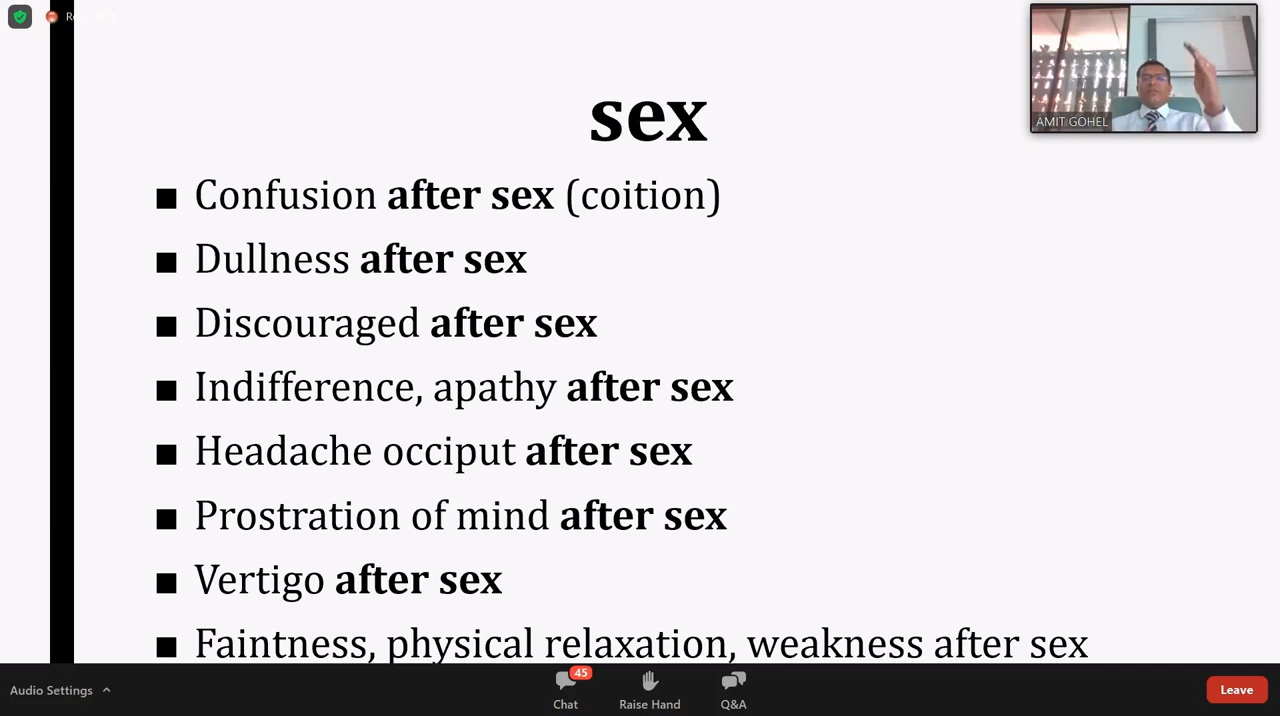 sex
AMIT GOHEL
■ Confusion after sex (coition)
■ Dullness after sex
■ Discouraged after sex
■ Indifference, apathy after sex
■ Headache occiput after sex
■ Prostration of mind after sex
■ Vertigo after sex
■ Faintness, physical relaxation, weakness after sex
Audio Settings
45
Chat
Raise Hand
Q&A
Leave